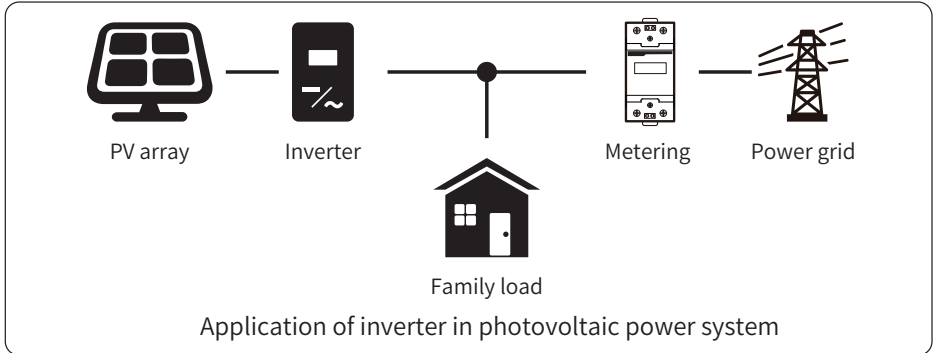 PV array
Inverter
Metering
Power grid
Family load
Application of inverter in photovoltaic power system